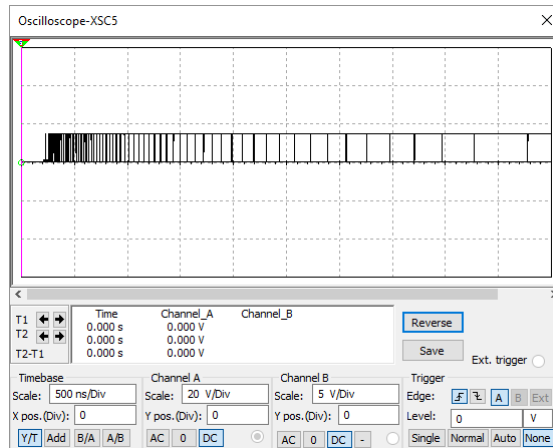 Oscilloscope-XSC5
T1
T2
T2-T1
Time Channel_A Channel_B
0.000 s 0.000 V
0.000 s 0.000 V
0.000 s 0.000 V
Reverse
Save
Ext. trigger
Timebase
Scale: 500 ns/Div
X pos.(Div): 0
Y/T Add B/A A/B
Channel A
Scale: 20 V/Div
Y pos.(Div): 0
AC 0 DC
Channel B
Scale: 5 V/Div
Y pos.(Div): 0
AC 0 DC -
Trigger
Edge: A B Ext
Level: 0 V
Single Normal Auto None